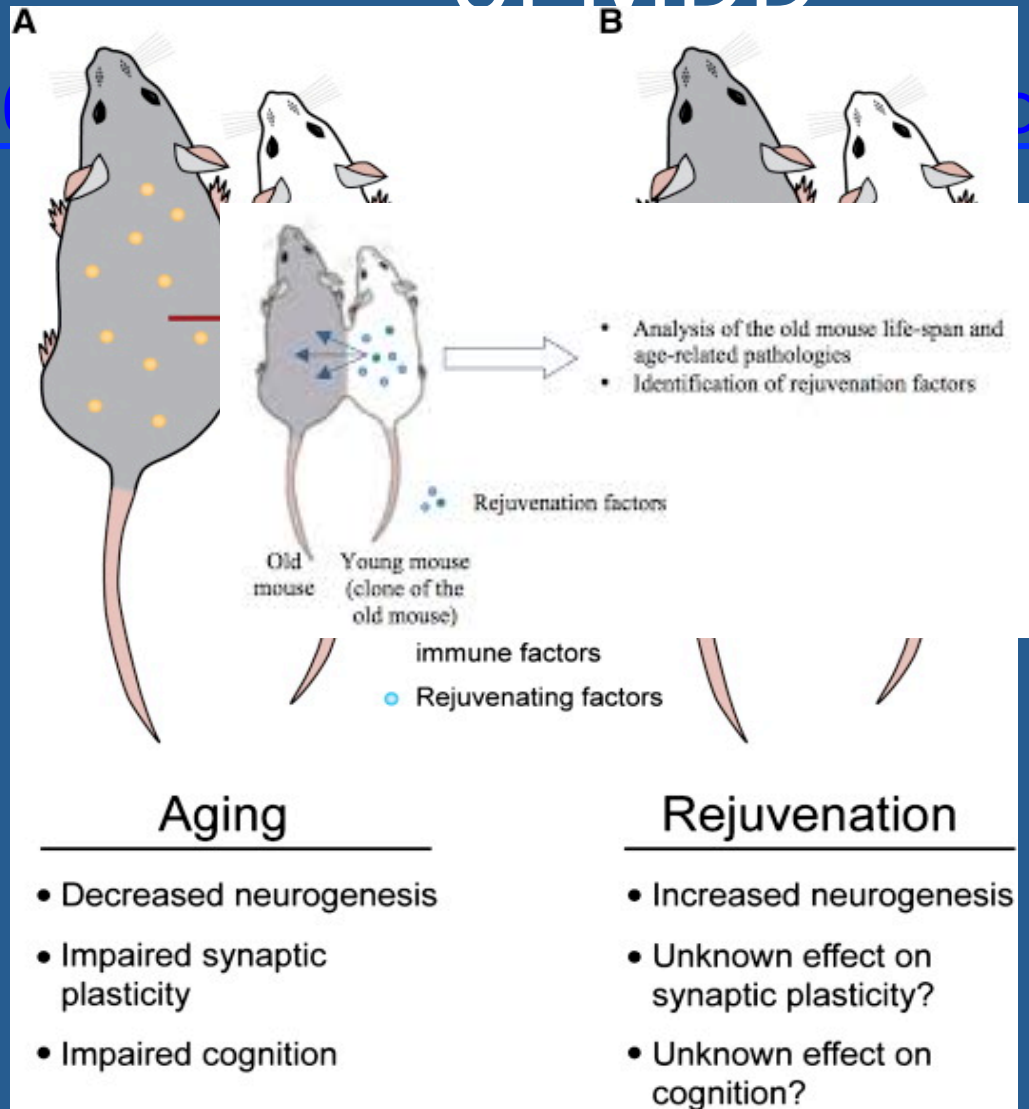 A
B
• Analysis of the old mouse life-span and
age-related pathologies
• Identification of rejuvenation factors
Rejuvenation factors
Old
mouse
Young mouse
(clone of the
old mouse)
immune factors
Rejuvenating factors
Aging
• Decreased neurogenesis
• Impaired synaptic
plasticity
• Impaired cognition
Rejuvenation
• Increased neurogenesis
• Unknown effect on
synaptic plasticity?
• Unknown effect on
cognition?